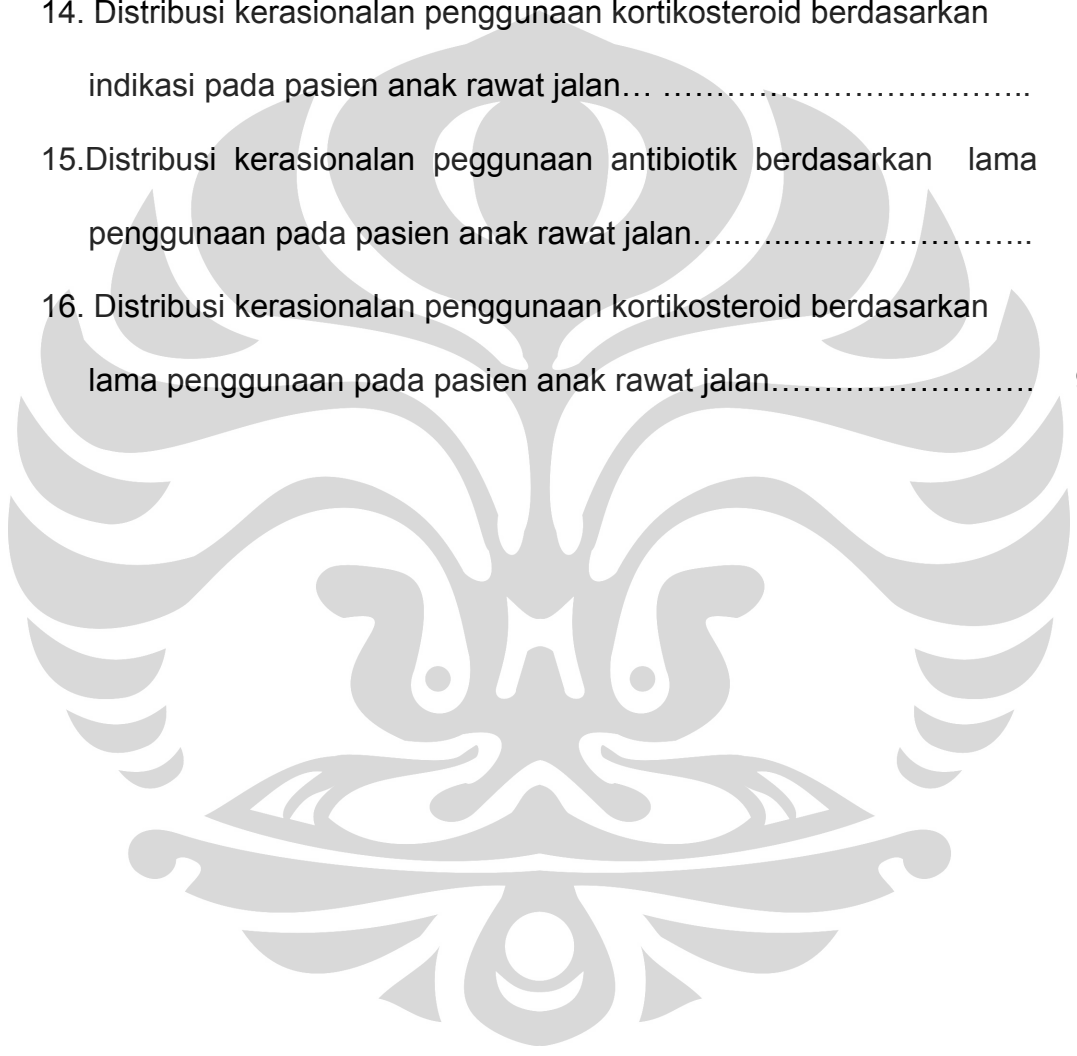 14. Distribusi kerasionalan penggunaan kortikosteroid berdasarkan
indikasi pada pasien anak rawat jalan… ……………………………..
15.Distribusi kerasionalan peggunaan antibiotik berdasarkan lama
penggunaan pada pasien anak rawat jalan……...…………………..
16. Distribusi kerasionalan penggunaan kortikosteroid berdasarkan
lama penggunaan pada pasien anak rawat jalan…………………….